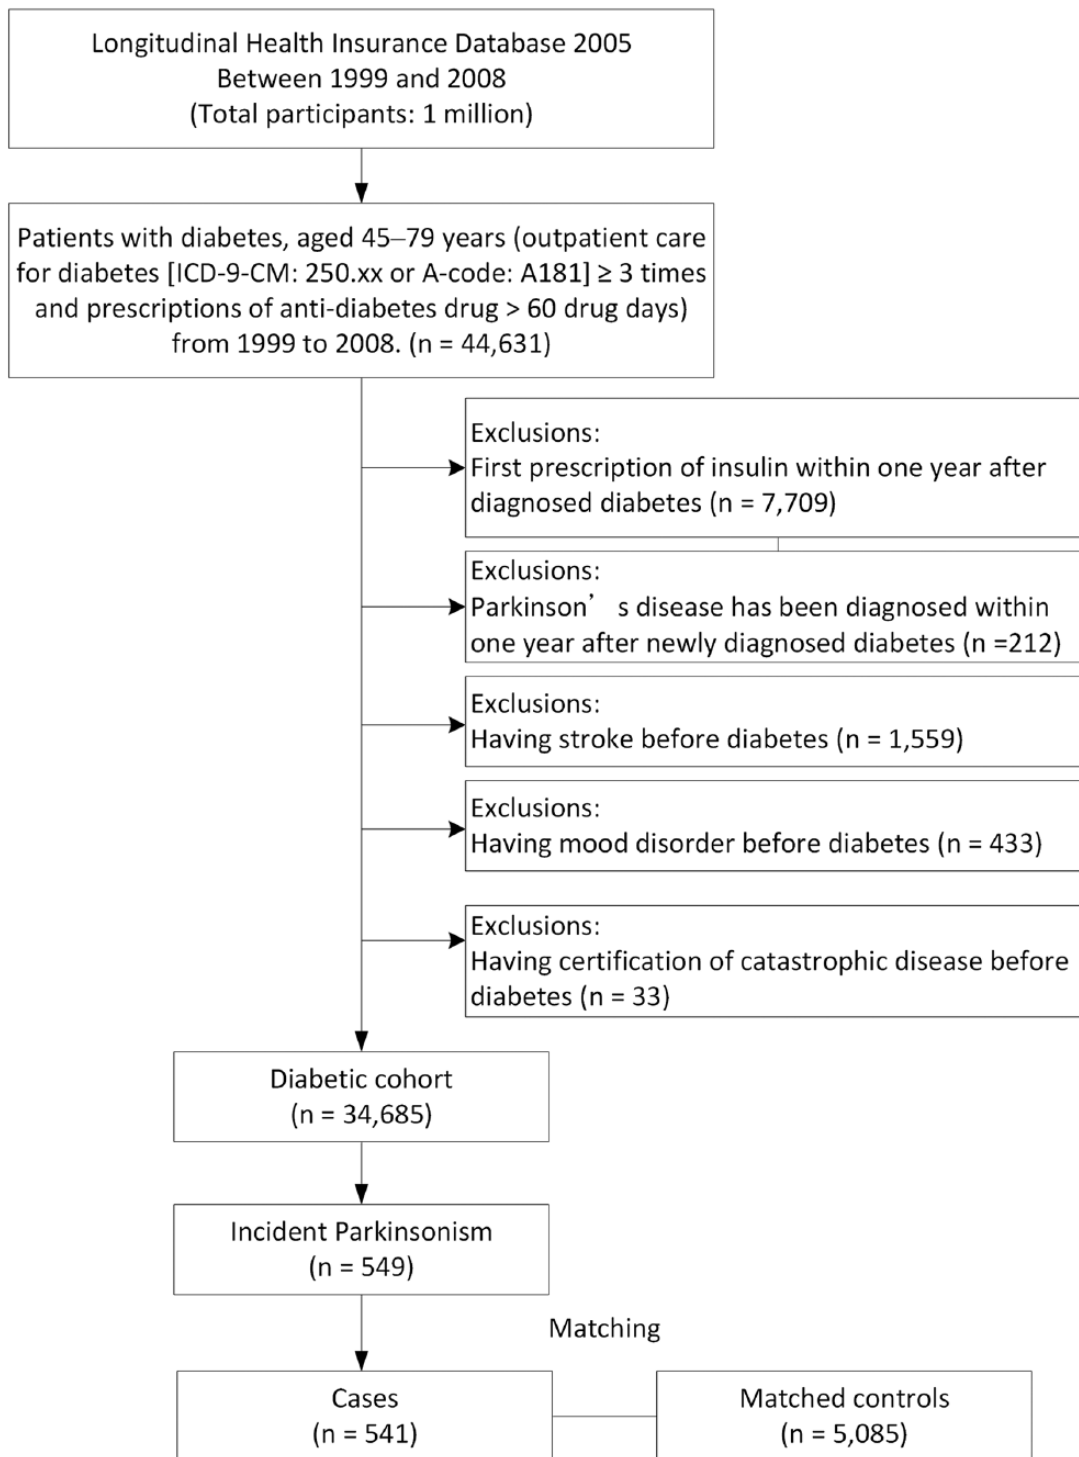 Longitudinal Health Insurance Database 2005
Between 1999 and 2008
(Total participants: 1 million)
Patients with diabetes, aged 45–79 years (outpatient care
for diabetes [ICD-9-CM: 250.xx or A-code: A181] ≥ 3 times
and prescriptions of anti-diabetes drug > 60 drug days)
from 1999 to 2008. (n = 44,631)
Exclusions:
First prescription of insulin within one year after
diagnosed diabetes (n = 7,709)
Exclusions:
Parkinson’ s disease has been diagnosed within
one year after newly diagnosed diabetes (n =212)
Exclusions:
Having stroke before diabetes (n = 1,559)
Exclusions:
Having mood disorder before diabetes (n = 433)
Exclusions:
Having certification of catastrophic disease before
diabetes (n = 33)
Diabetic cohort
(n = 34,685)
Incident Parkinsonism
(n = 549)
Matching
Cases
(n = 541)
Matched controls
(n = 5,085)